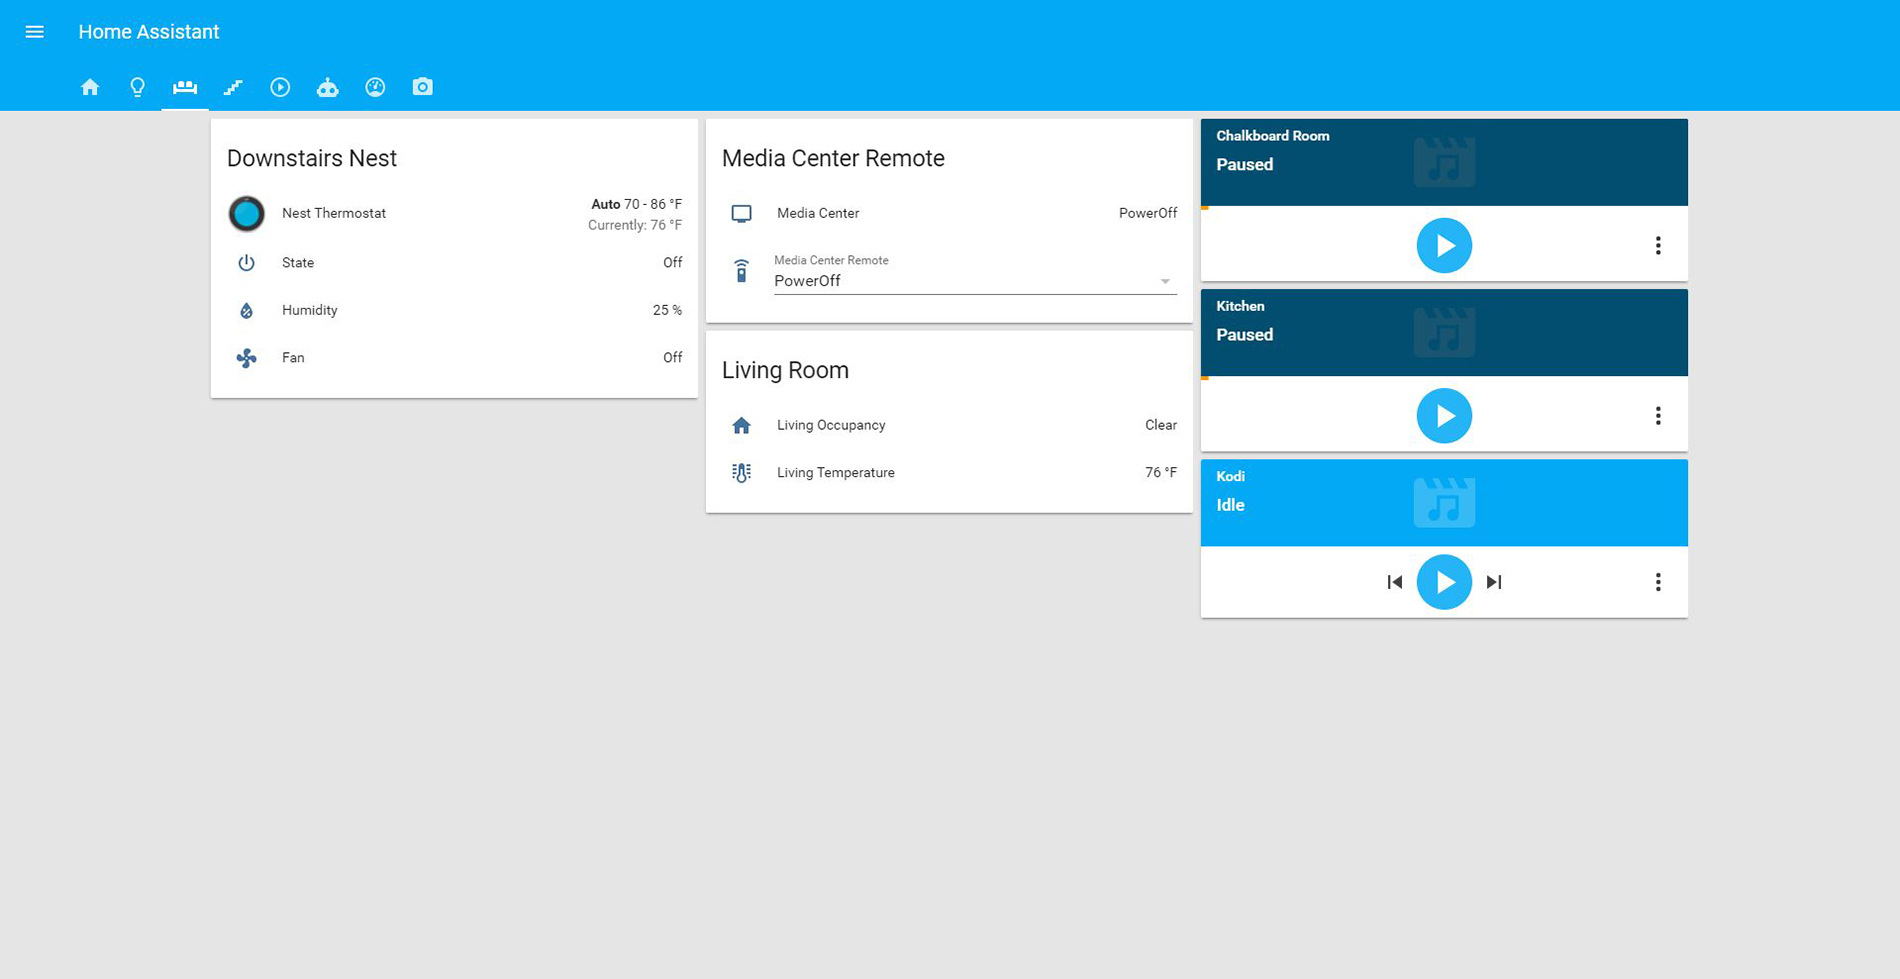 Home Assistant
Downstairs Nest
Nest Thermostat
Auto 70 - 86 °F
Currently: 76 °F
State
Off
Humidity
25 %
Fan
Off
Media Center Remote
Media Center
PowerOff
Media Center Remote
PowerOff
Living Room
Living Occupancy
Clear
Living Temperature
76 °F
Chalkboard Room
Paused
Kitchen
Paused
Kodi
Idle